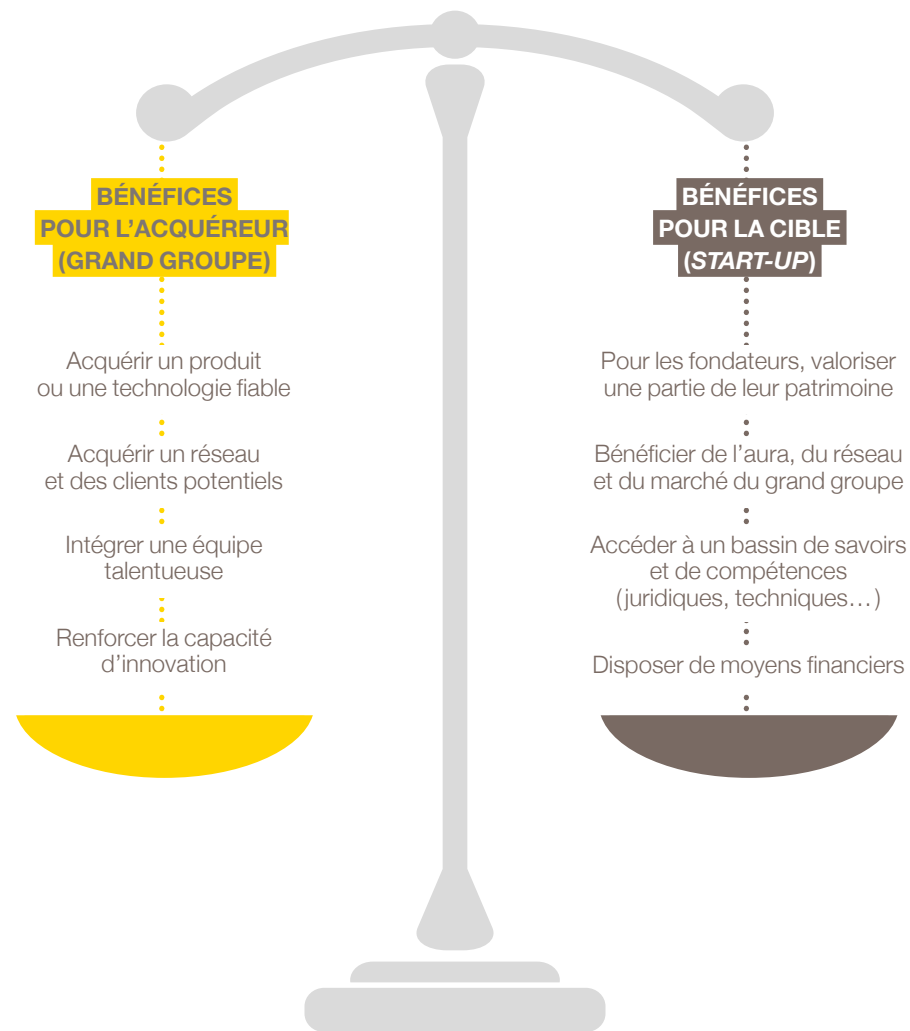 BÉNÉFICES
POUR L’ACQUÉREUR
(GRAND GROUPE)
Acquérir un produit
ou une technologie fiable
Acquérir un réseau
et des clients potentiels
Intégrer une équipe
talentueuse
Renforcer la capacité
d’innovation
BÉNÉFICES
POUR LA CIBLE
(START-UP)
Pour les fondateurs, valoriser
une partie de leur patrimoine
Bénéficier de l’aura, du réseau
et du marché du grand groupe
Accéder à un bassin de savoirs
et de compétences
(juridiques, techniques…)
Disposer de moyens financiers